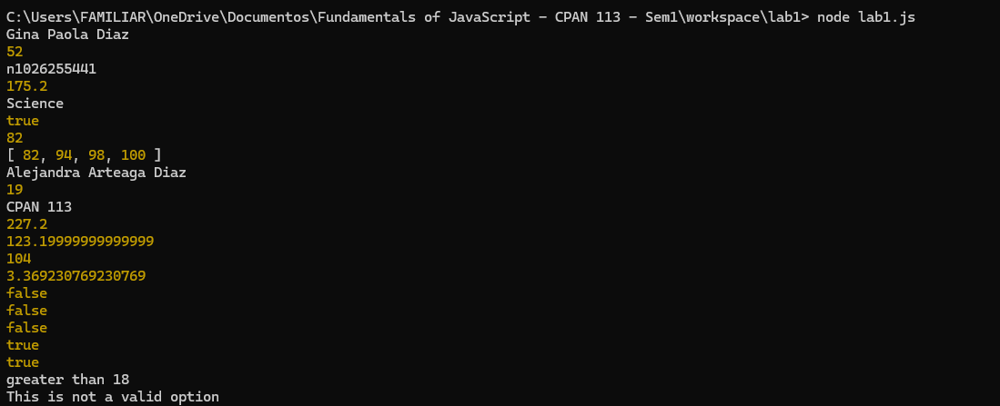 C:\Users\FAMILIAR\OneDrive\Documentos\Fundamentals of JavaScript - CPAN 113 - Sem1\workspace\lab1> node lab1.js
Gina Paola Diaz
52
n1026255441
175.2
Science
true
82
[ 82, 94, 98, 100 ]
Alejandra Arteaga Diaz
19
CPAN 113
227.2
123.19999999999999
104
3.369230769230769
false
false
false
true
true
greater than 18
This is not a valid option